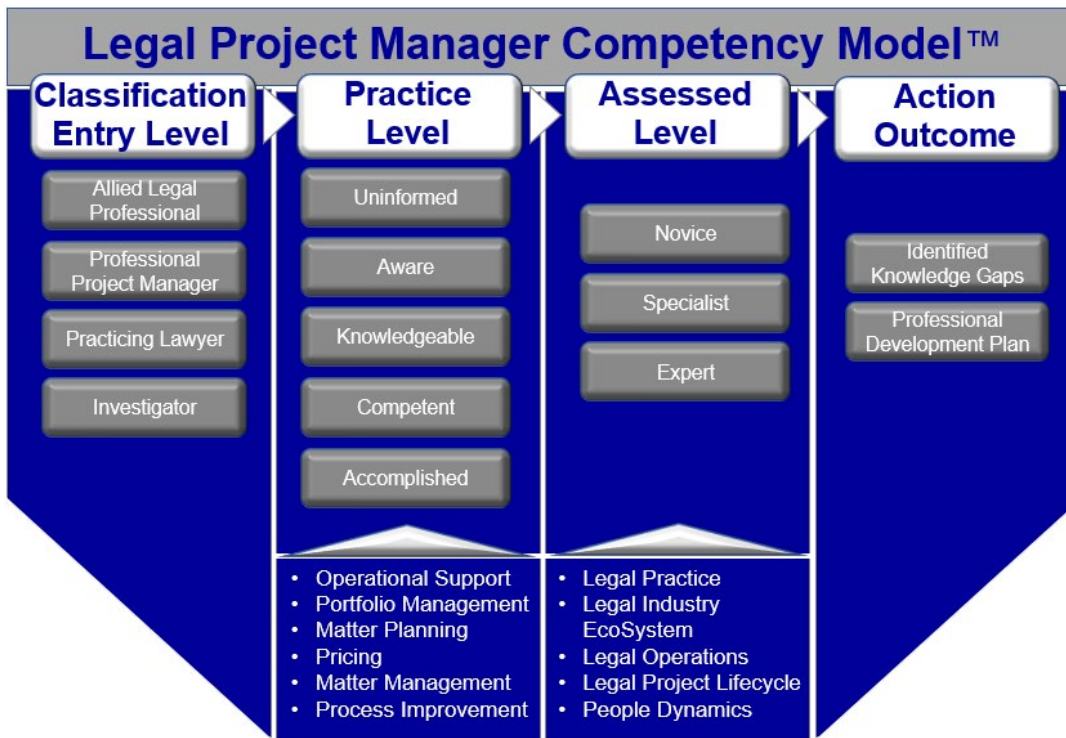 Legal Project Manager Competency Model™
Classification
Entry Level
Allied Legal
Professional
Professional
Project Manager
Practicing Lawyer
Investigator
Practice
Level
Uninformed
Aware
Knowledgeable
Competent
Accomplished
• Operational Support
• Portfolio Management
• Matter Planning
• Pricing
• Matter Management
• Process Improvement
Assessed
Level
Novice
Specialist
Expert
• Legal Practice
• Legal Industry
EcoSystem
• Legal Operations
• Legal Project Lifecycle
• People Dynamics
Action
Outcome
Identified
Knowledge Gaps
Professional
Development Plan